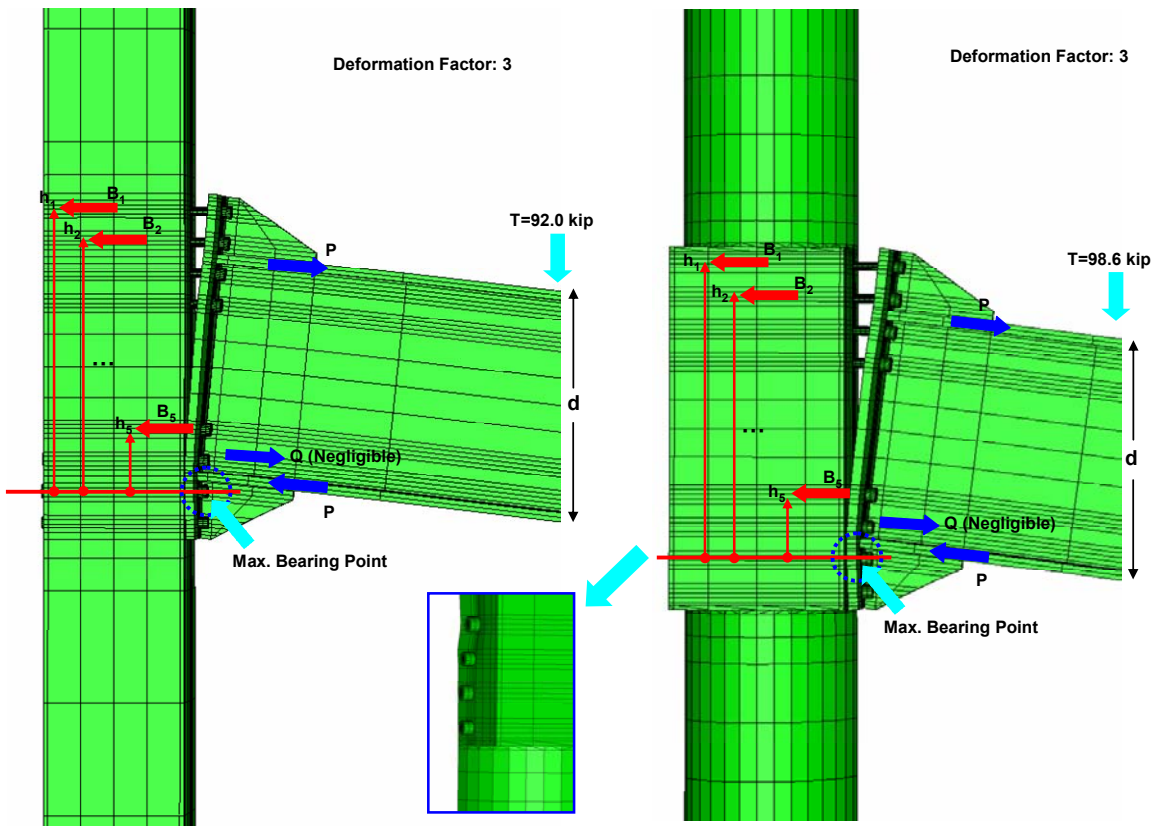 Deformation Factor: 3
h1
B1
h2
B2
T=92.0 kip
P
...
d
B5
h5
Q (Negligible)
P
Max. Bearing Point
Deformation Factor: 3
B1
h1
h2
B2
T=98.6 kip
P
...
d
B5
h5
Q (Negligible)
P
Max. Bearing Point